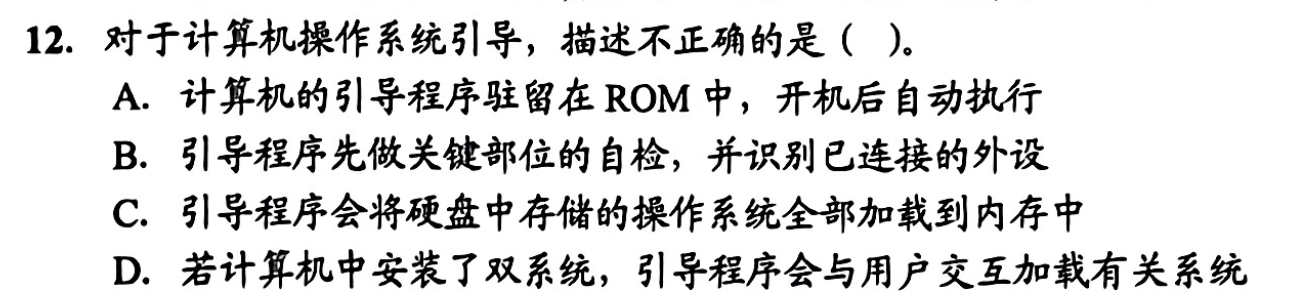 12. 对于计算机操作系统引导，描述不正确的是（ ）。
A. 计算机的引导程序驻留在 ROM 中，开机后自动执行
B. 引导程序先做关键部位的自检，并识别已连接的外设
C. 引导程序会将硬盘中存储的操作系统全部加载到内存中
D. 若计算机中安装了双系统，引导程序会与用户交互加载有关系统